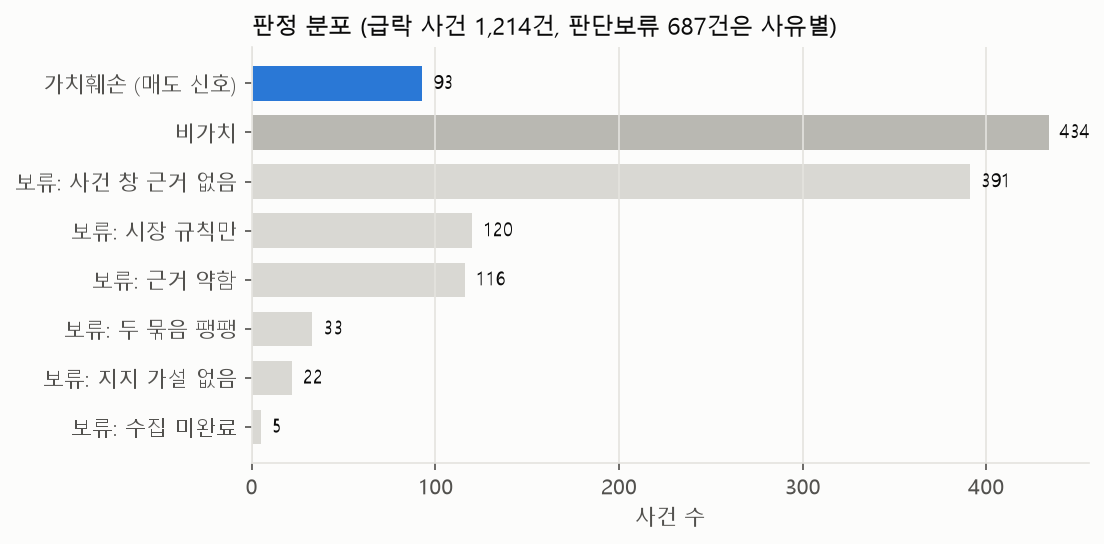 판정 분포 (급락 사건 1,214건, 판단보류 687건은 사유별)
가치훼손 (매도 신호) 93
비가치 434
보류: 사건 창 근거 없음 391
보류: 시장 규칙만 120
보류: 근거 약함 116
보류: 두 묶음 팽팽 33
보류: 지지 가설 없음 22
보류: 수집 미완료 5
0 100 200 300 400
사건 수